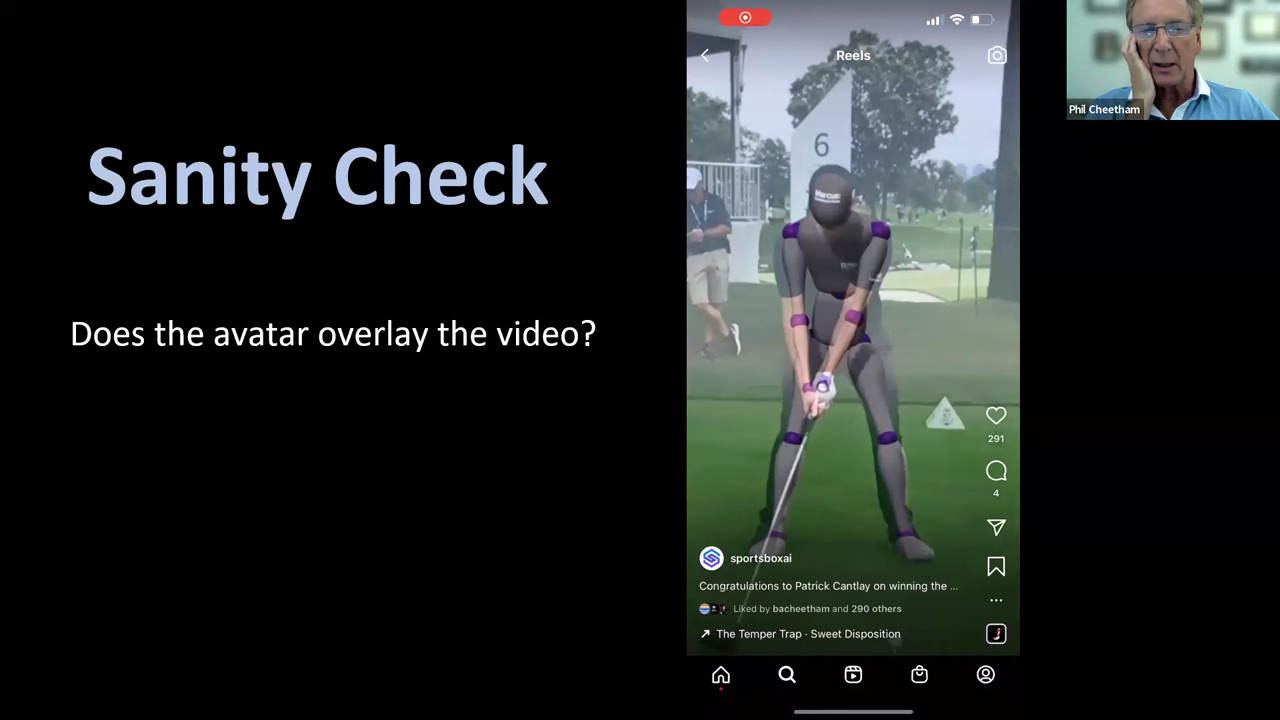 Sanity Check
Does the avatar overlay the video?
Reels
6
Marcus
291
4
sportsboxai
Congratulations to Patrick Cantlay on winning the ...
Liked by bacheetham and 290 others
The Temper Trap · Sweet Disposition
Phil Cheetham